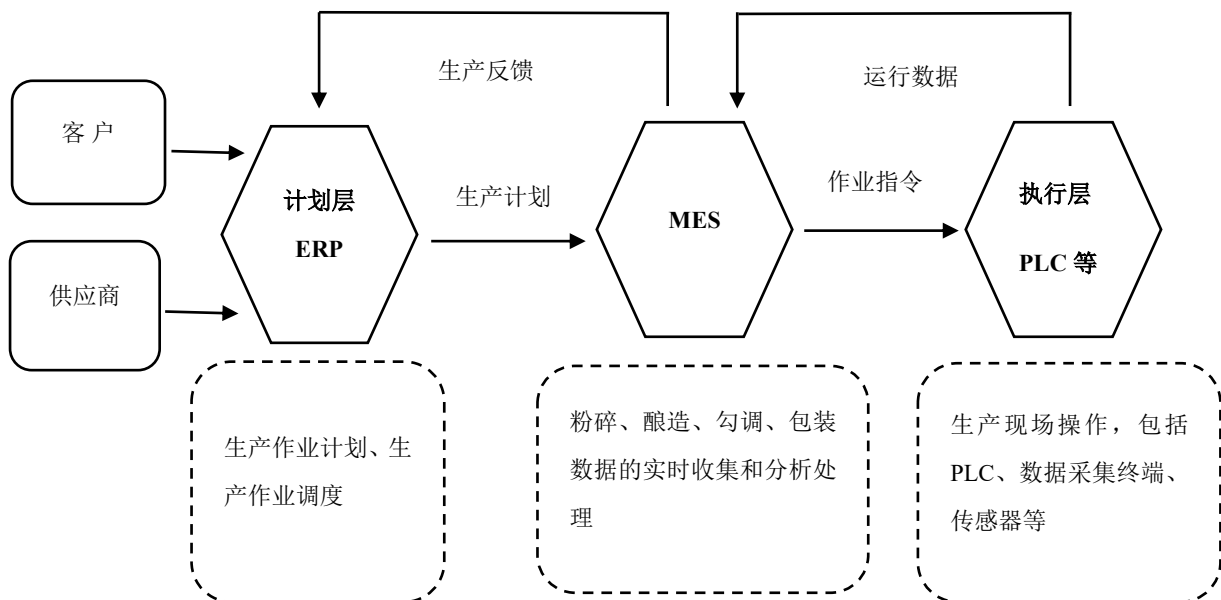 生产反馈
运行数据
客 户
计划层
ERP
生产计划
MES
作业指令
执行层
PLC 等
供应商
生产作业计划、生
产作业调度
粉碎、酿造、勾调、包装
数据的实时收集和分析处
理
生产现场操作，包括
PLC、数据采集终端、
传感器等